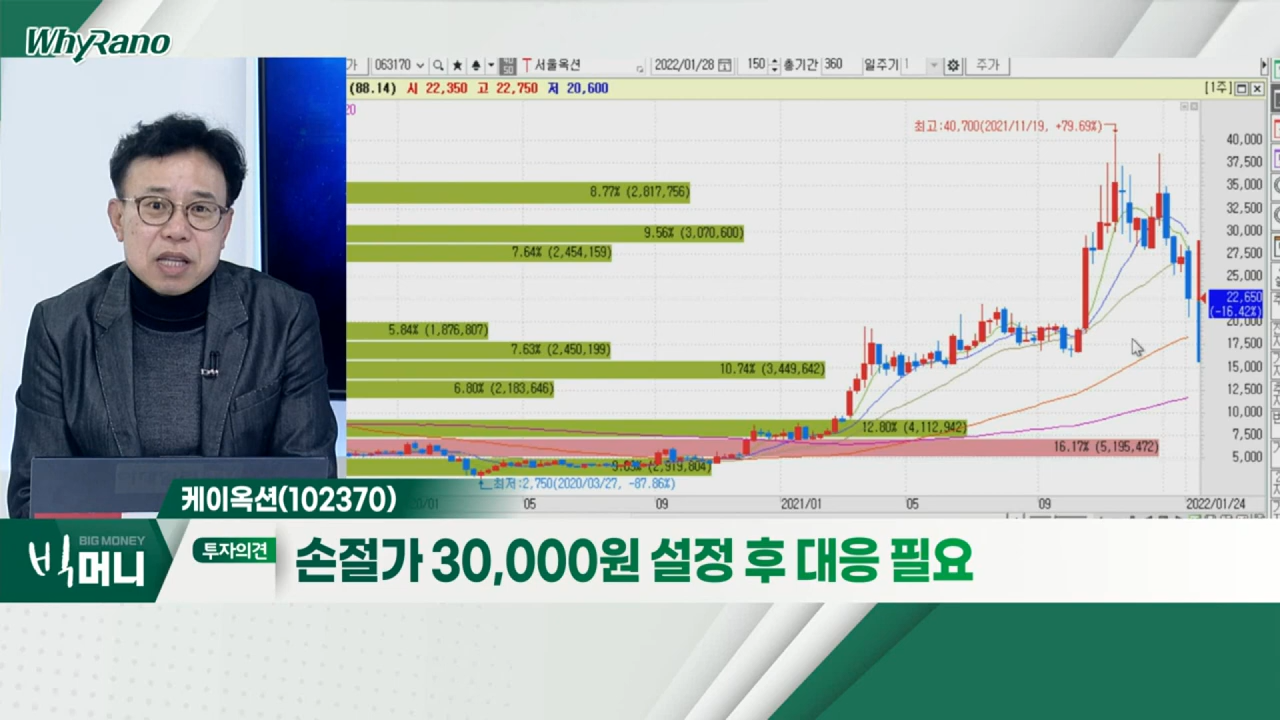 WhyRano
063170 서울옥션 2022/01/28 150 총기간 360 일주기 1 주가
(88.14) 시 22,350 고 22,750 저 20,600 [1주]
20
최고:40,700(2021/11/19, +79.69%)
40,000
37,500
8.77% (2,817,756) 35,000
32,500
9.56% (3,070,600) 30,000
7.64% (2,454,159) 27,500
25,000
22,650
(-16.42%)
20,000
5.84% (1,876,807)
7.63% (2,450,199) 17,500
10.74% (3,449,642) 15,000
6.80% (2,183,646) 12,500
10,000
12.80% (4,112,942) 7,500
16.17% (5,195,472)
5,000
(2,919,804)
최저:2,750(2020/03/27, -87.86%)
05 09 2021/01 05 09 2022/01/24
케이옥션(102370)
BIG MONEY
빅머니
투자의견
손절가 30,000원 설정 후 대응 필요